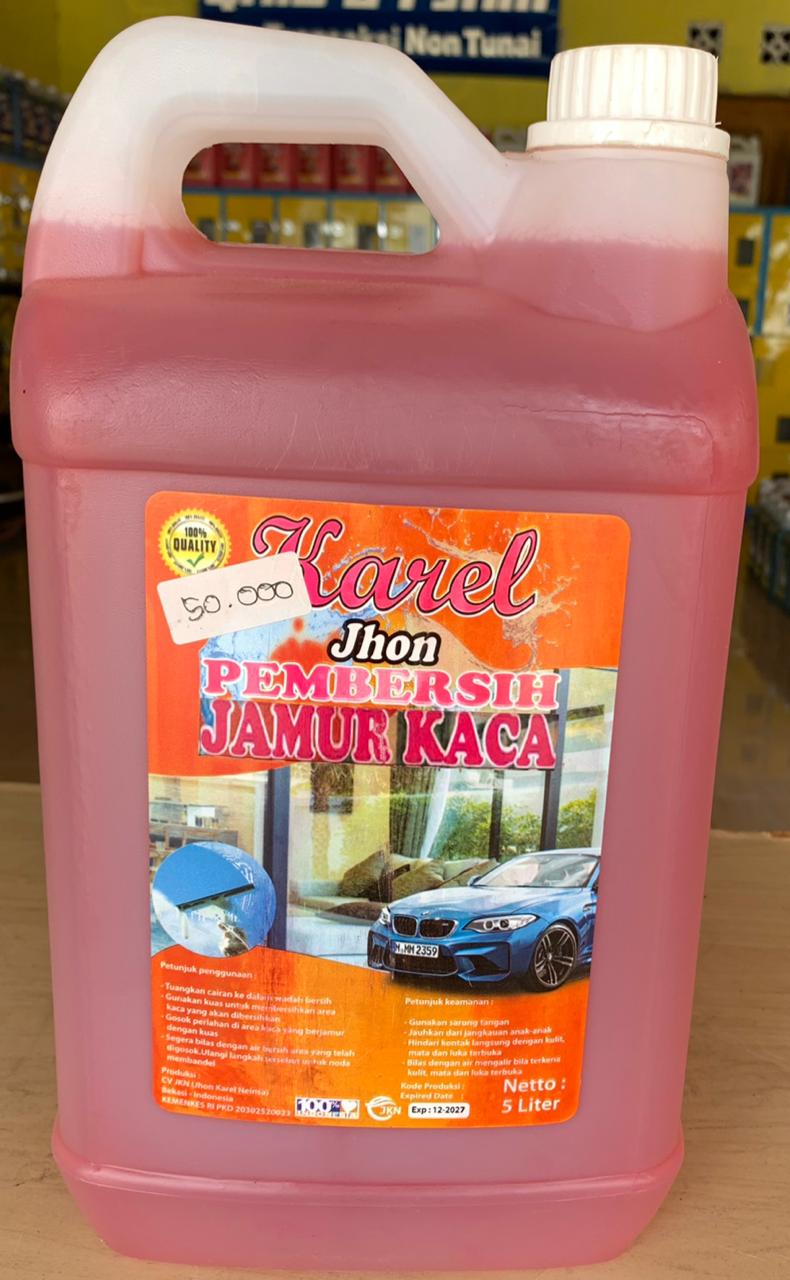 Transaksi Non Tunai
100%
QUALITY
50.000
Karel
Jhon
PEMBERSIH
JAMUR KACA
M MM 2359
Petunjuk penggunaan :
- Tuangkan cairan ke dalam wadah bersih
- Gunakan kuas untuk membersihkan area
kaca yang akan dibersihkan
- Gosok perlahan di area kaca yang berjamur
dengan kuas
- Segera bilas dengan air bersih area yang telah
digosok.Ulangi langkah tersebut untuk noda
membandel
Produksi :
CV JKN (Jhon Karel Neinsa)
Bekasi - Indonesia
KEMENKES RI PKD 20302520023
Petunjuk keamanan :
- Gunakan sarung tangan
- Jauhkan dari jangkauan anak-anak
- Hindari kontak langsung dengan kulit,
mata dan luka terbuka
- Bilas dengan air mengalir bila terkena
kulit, mata dan luka terbuka
Kode Produksi :
Expired Date :
Exp : 12-2027
Netto :
5 Liter
100%
JKN